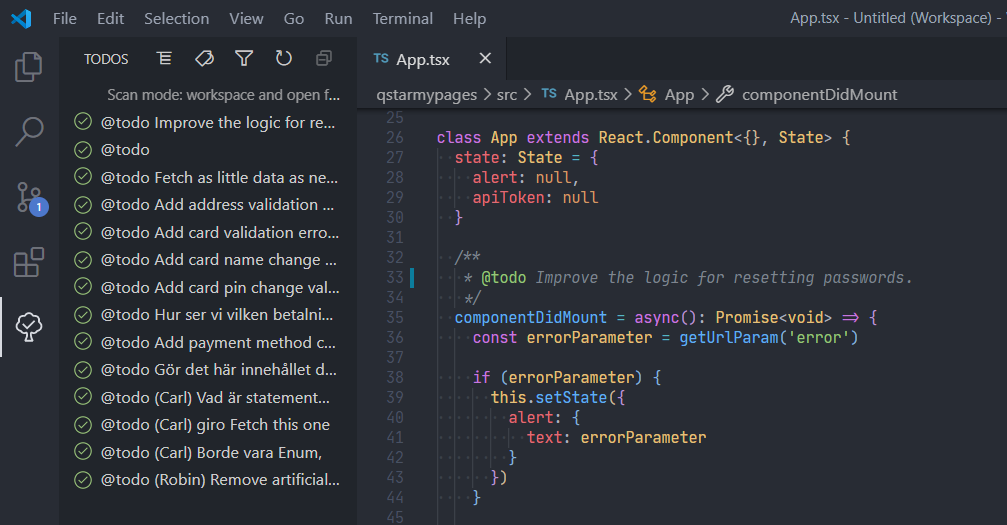 File Edit Selection View Go Run Terminal Help App.tsx - Untitled (Workspace) -
TODOS
Scan mode: workspace and open f...
@todo Improve the logic for re...
@todo
@todo Fetch as little data as ne...
@todo Add address validation ...
@todo Add card validation erro...
@todo Add card name change ...
@todo Add card pin change val...
@todo Hur ser vi vilken betalni...
@todo Add payment method c...
@todo Gör det här innehållet d...
@todo (Carl) Vad är statement...
@todo (Carl) giro Fetch this one
@todo (Carl) Borde vara Enum,
@todo (Robin) Remove artificial...
1
TS App.tsx
qstarmypages > src > TS App.tsx > App > componentDidMount
25
26 class App extends React.Component<{}, State> {
27 state: State = {
28 alert: null,
29 apiToken: null
30 }
31
32 /**
33 * @todo Improve the logic for resetting passwords.
34 */
35 componentDidMount = async(): Promise<void> => {
36 const errorParameter = getUrlParam('error')
37
38 if (errorParameter) {
39 this.setState({
40 alert: {
41 text: errorParameter
42 }
43 })
44 }
45